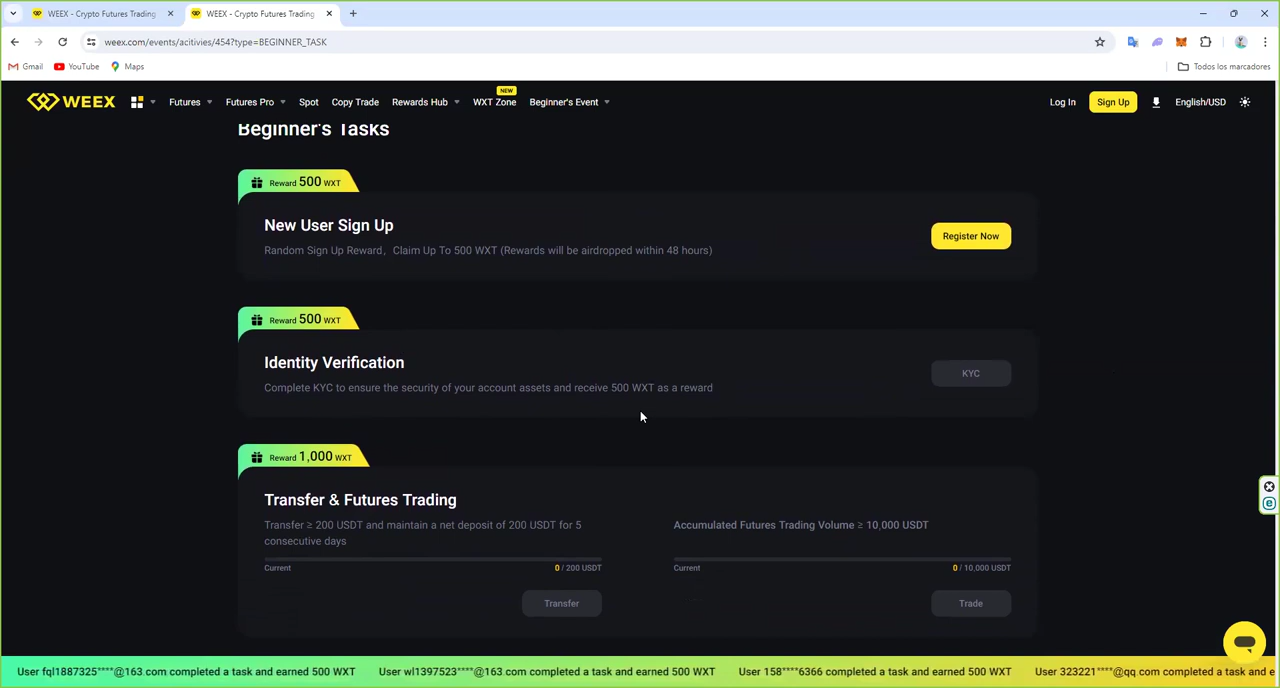 WEEX - Crypto Futures Trading
WEEX - Crypto Futures Trading
weex.com/events/acitivies/454?type=BEGINNER_TASK
Gmail
YouTube
Maps
Todos los marcadores
WEEX
Futures
Futures Pro
Spot
Copy Trade
Rewards Hub
NEW
WXT Zone
Beginner's Event
Log In
Sign Up
English/USD
Beginner's Tasks
Reward 500 WXT
New User Sign Up
Random Sign Up Reward, Claim Up To 500 WXT (Rewards will be airdropped within 48 hours)
Register Now
Reward 500 WXT
Identity Verification
Complete KYC to ensure the security of your account assets and receive 500 WXT as a reward
KYC
Reward 1,000 WXT
Transfer & Futures Trading
Transfer ≥ 200 USDT and maintain a net deposit of 200 USDT for 5
consecutive days
Current
0 / 200 USDT
Transfer
Accumulated Futures Trading Volume ≥ 10,000 USDT
Current
0 / 10,000 USDT
Trade
User fql1887325****@163.com completed a task and earned 500 WXT
User wl1397523****@163.com completed a task and earned 500 WXT
User 158****6366 completed a task and earned 500 WXT
User 323221****@qq.com completed a task and e